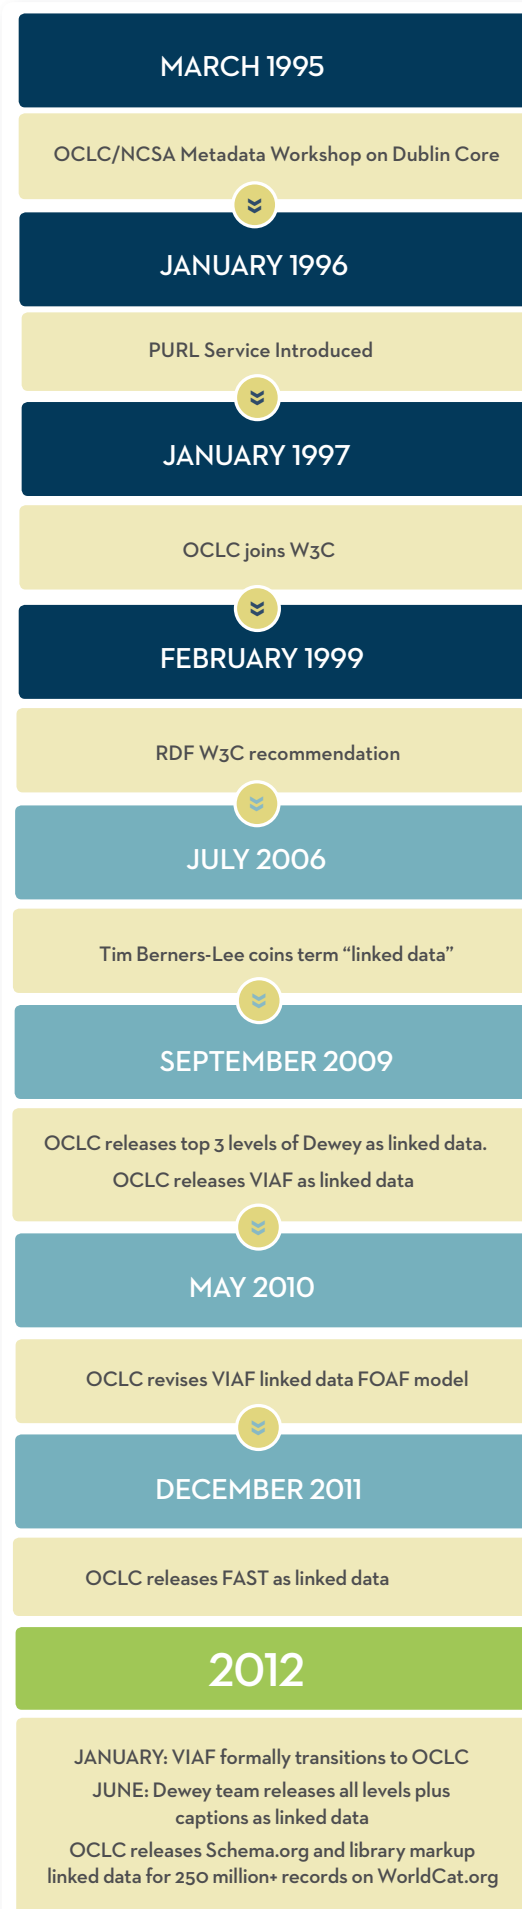 MARCH 1995
OCLC/NCSA Metadata Workshop on Dublin Core
JANUARY 1996
PURL Service Introduced
JANUARY 1997
OCLC joins W3C
FEBRUARY 1999
RDF W3C recommendation
JULY 2006
Tim Berners-Lee coins term “linked data”
SEPTEMBER 2009
OCLC releases top 3 levels of Dewey as linked data.
OCLC releases VIAF as linked data
MAY 2010
OCLC revises VIAF linked data FOAF model
DECEMBER 2011
OCLC releases FAST as linked data
2012
JANUARY: VIAF formally transitions to OCLC
JUNE: Dewey team releases all levels plus
captions as linked data
OCLC releases Schema.org and library markup
linked data for 250 million+ records on WorldCat.org